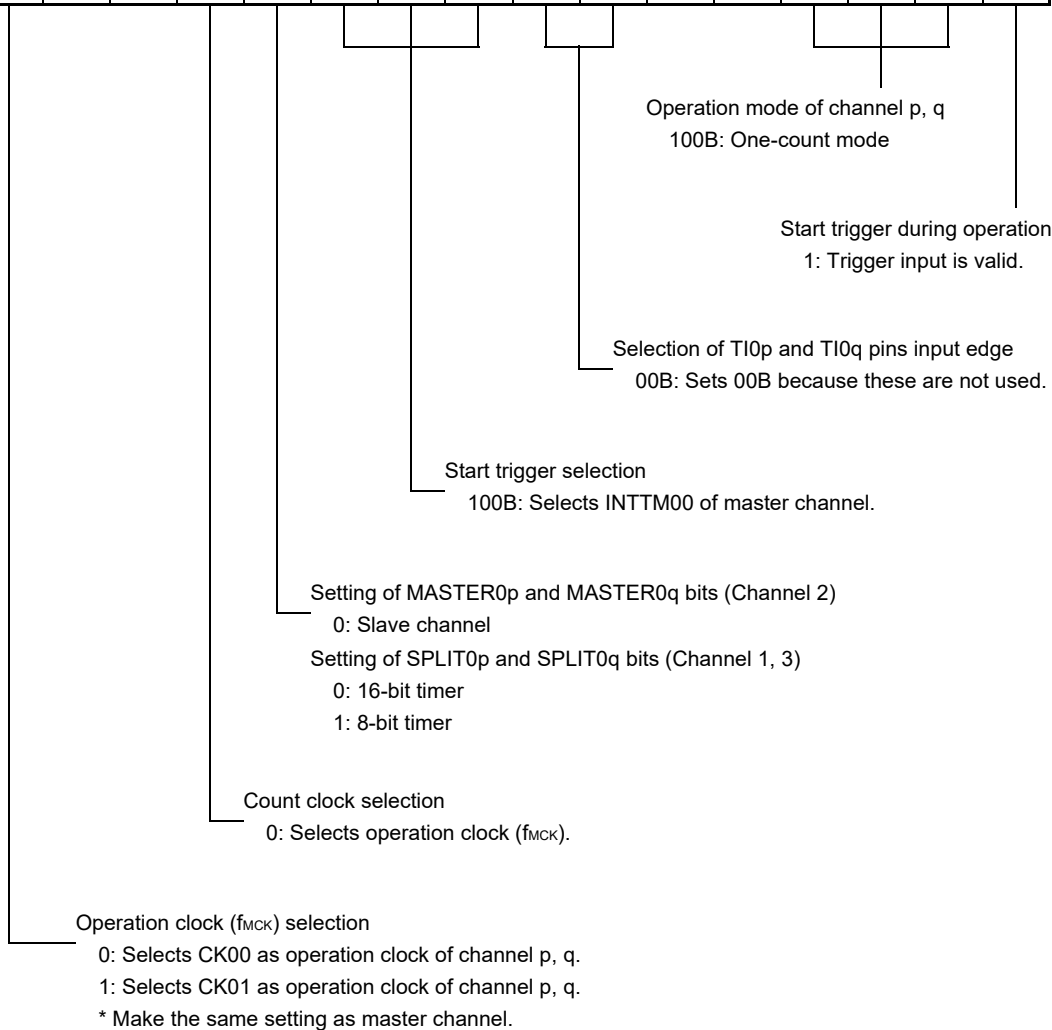 Operation mode of channel p, q
100B: One-count mode
Start trigger during operation
1: Trigger input is valid.
Selection of TI0p and TI0q pins input edge
00B: Sets 00B because these are not used.
Start trigger selection
100B: Selects INTTM00 of master channel.
Setting of MASTER0p and MASTER0q bits (Channel 2)
0: Slave channel
Setting of SPLIT0p and SPLIT0q bits (Channel 1, 3)
0: 16-bit timer
1: 8-bit timer
Count clock selection
0: Selects operation clock (fMCK).
Operation clock (fMCK) selection
0: Selects CK00 as operation clock of channel p, q.
1: Selects CK01 as operation clock of channel p, q.
* Make the same setting as master channel.